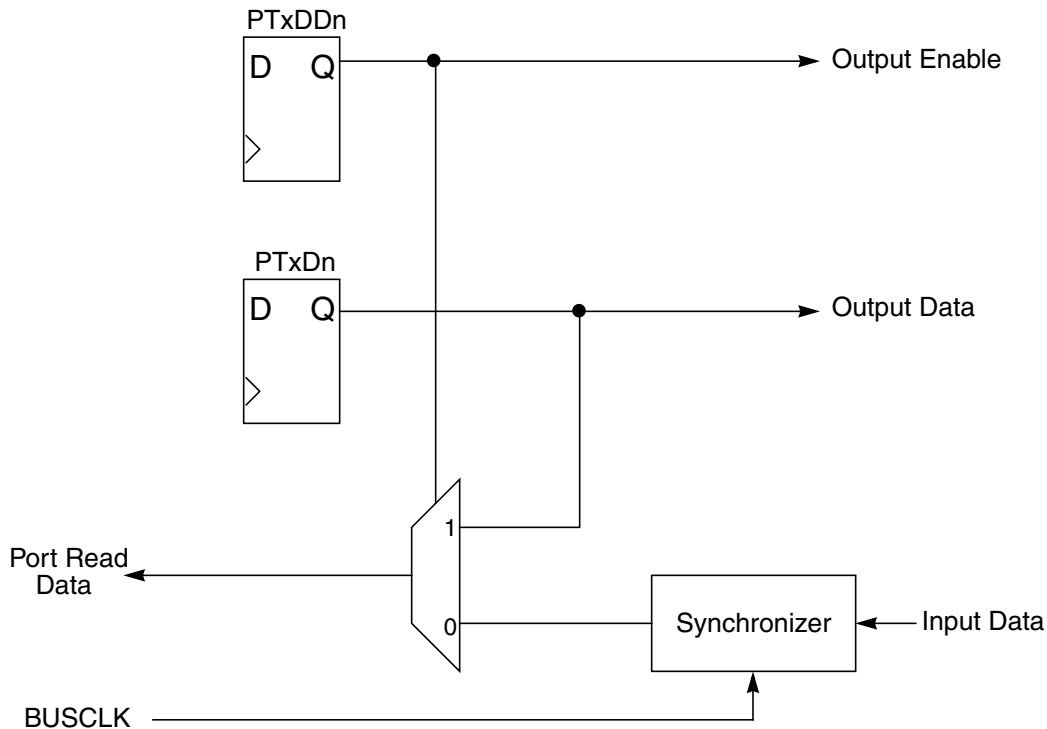 PTxDDn
D Q
Output Enable
PTxDn
D Q
Output Data
1
Port Read
Data
0
Synchronizer
Input Data
BUSCLK